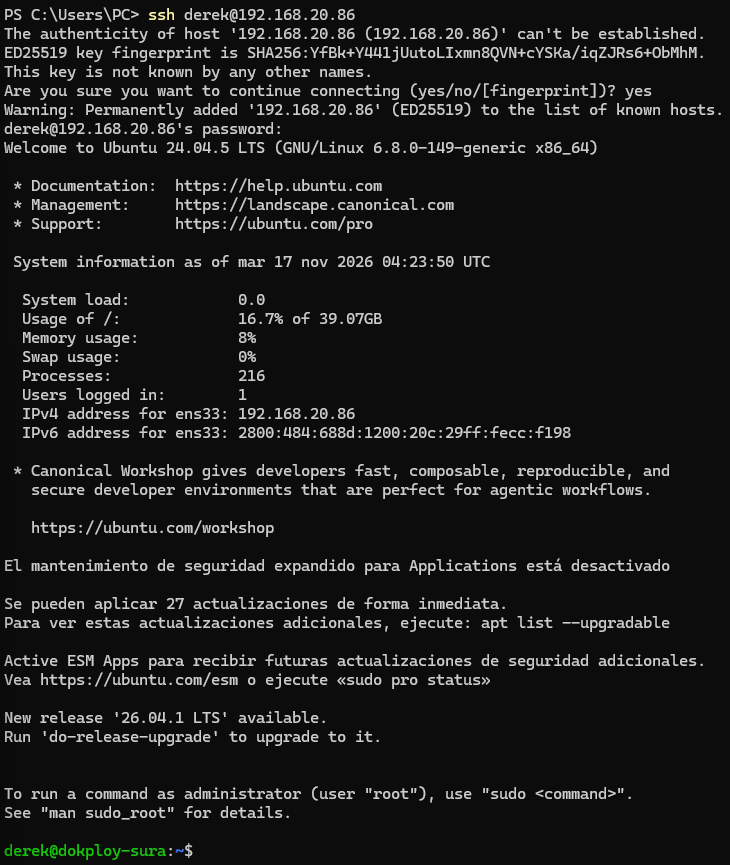 PS C:\Users\PC> ssh derek@192.168.20.86
The authenticity of host '192.168.20.86 (192.168.20.86)' can't be established.
ED25519 key fingerprint is SHA256:YfBk+Y441jUutoLIxmn8QVN+cYSKa/iqZJRs6+ObMhM.
This key is not known by any other names.
Are you sure you want to continue connecting (yes/no/[fingerprint])? yes
Warning: Permanently added '192.168.20.86' (ED25519) to the list of known hosts.
derek@192.168.20.86's password:
Welcome to Ubuntu 24.04.5 LTS (GNU/Linux 6.8.0-149-generic x86_64)

 * Documentation:  https://help.ubuntu.com
 * Management:     https://landscape.canonical.com
 * Support:        https://ubuntu.com/pro

 System information as of mar 17 nov 2026 04:23:50 UTC

  System load:            0.0
  Usage of /:             16.7% of 39.07GB
  Memory usage:           8%
  Swap usage:             0%
  Processes:              216
  Users logged in:        1
  IPv4 address for ens33: 192.168.20.86
  IPv6 address for ens33: 2800:484:688d:1200:20c:29ff:fecc:f198

 * Canonical Workshop gives developers fast, composable, reproducible, and
   secure developer environments that are perfect for agentic workflows.

   https://ubuntu.com/workshop

El mantenimiento de seguridad expandido para Applications está desactivado

Se pueden aplicar 27 actualizaciones de forma inmediata.
Para ver estas actualizaciones adicionales, ejecute: apt list --upgradable

Active ESM Apps para recibir futuras actualizaciones de seguridad adicionales.
Vea https://ubuntu.com/esm o ejecute «sudo pro status»

New release '26.04.1 LTS' available.
Run 'do-release-upgrade' to upgrade to it.


To run a command as administrator (user "root"), use "sudo <command>".
See "man sudo_root" for details.

derek@dokploy-sura:~$